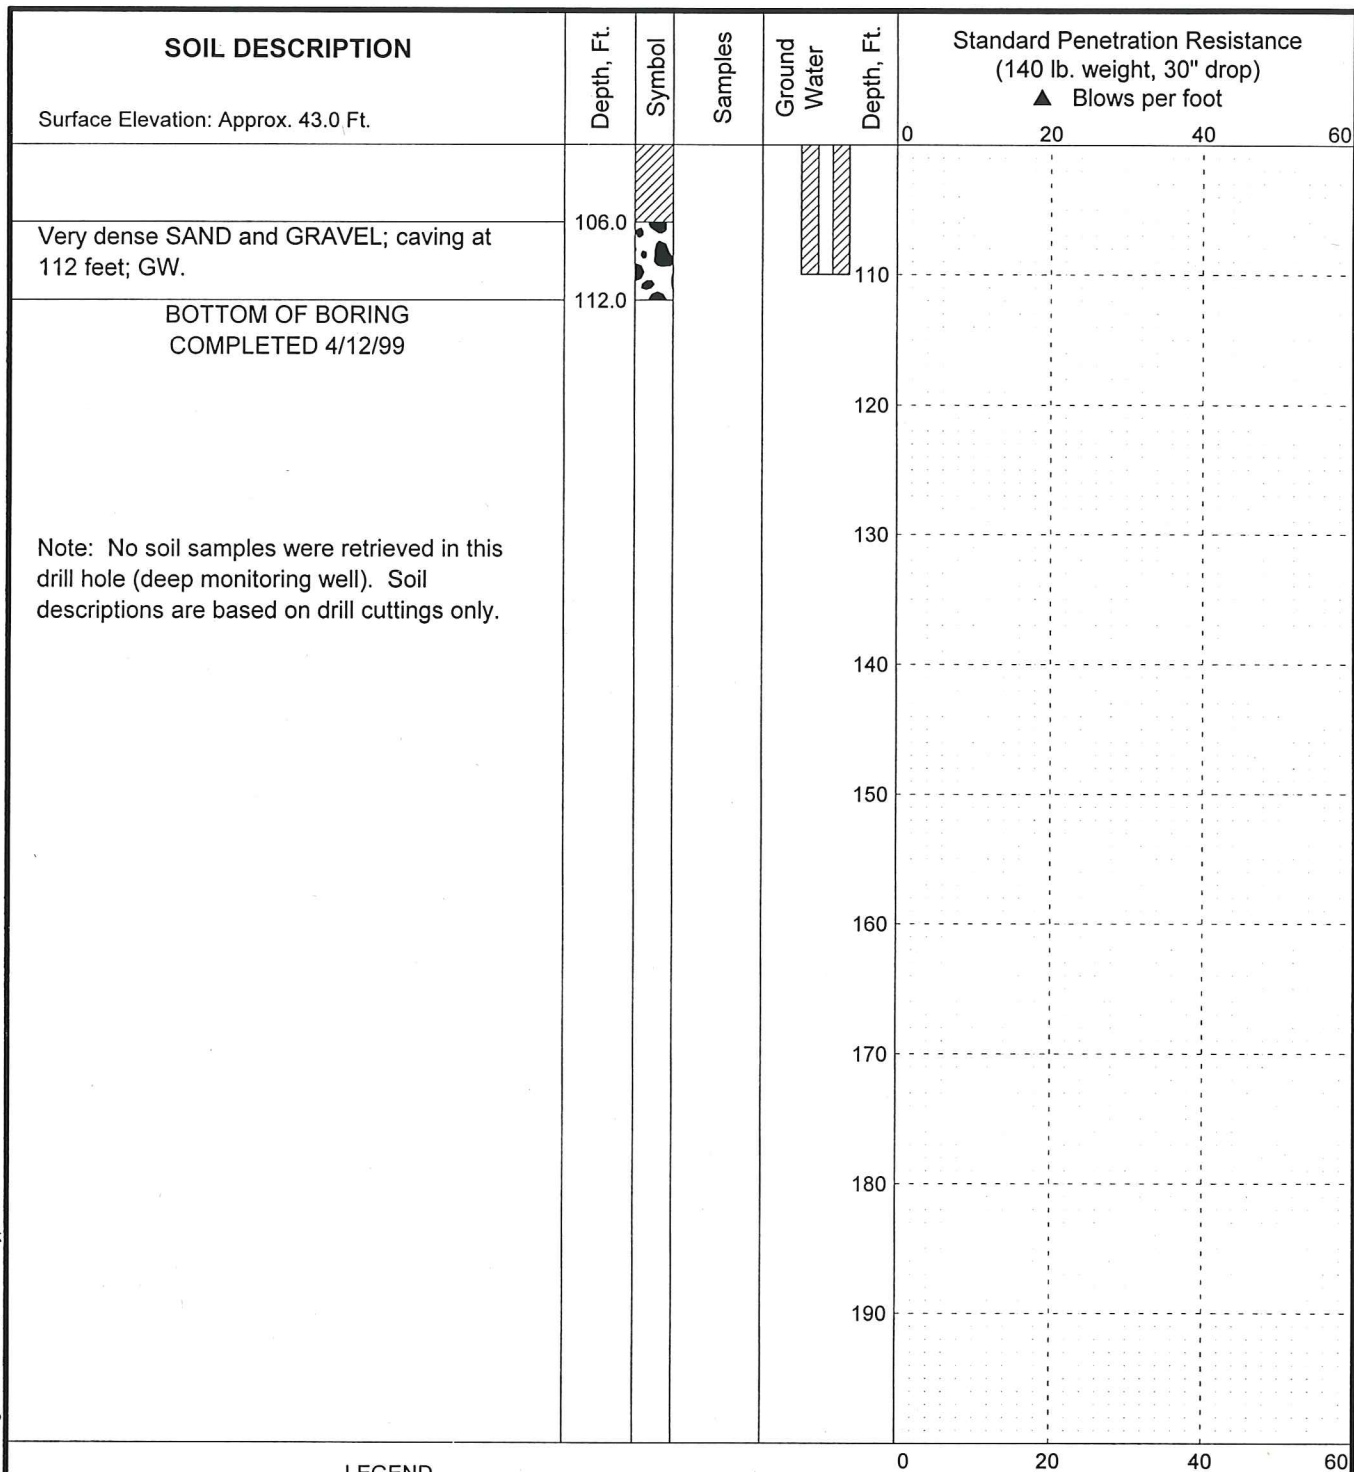 SOIL DESCRIPTION
Surface Elevation: Approx. 43.0 Ft.
Depth, Ft.
Symbol
Samples
Ground
Water
Depth, Ft.
Standard Penetration Resistance
(140 lb. weight, 30" drop)
▲ Blows per foot
0 20 40 60
106.0
Very dense SAND and GRAVEL; caving at
112 feet; GW.
110
112.0
BOTTOM OF BORING
COMPLETED 4/12/99
120
130
Note: No soil samples were retrieved in this
drill hole (deep monitoring well). Soil
descriptions are based on drill cuttings only.
140
150
160
170
180
190
0 20 40 60
LEGEND